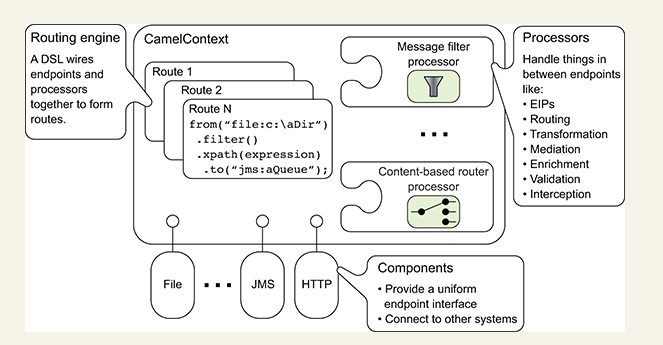 Routing engine
A DSL wires
endpoints and
processors
together to form
routes.
CamelContext
Route 1
Route 2
Route N
from(“file:c:\aDir”)
.filter()
.xpath(expression)
.to(“jms:aQueue”);
Message filter
processor
Content-based router
processor
Processors
Handle things in
between endpoints
like:
• EIPs
• Routing
• Transformation
• Mediation
• Enrichment
• Validation
• Interception
File
JMS
HTTP
Components
• Provide a uniform
endpoint interface
• Connect to other systems